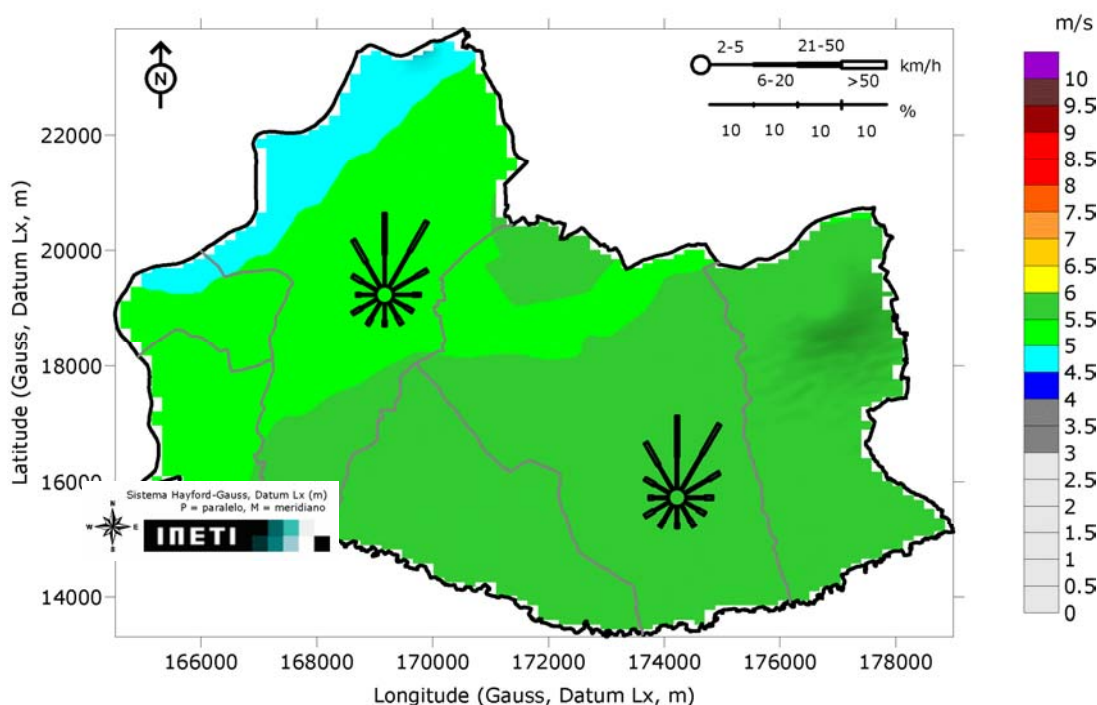 m/s
2-5 21-50
6-20 >50 km/h
%
10 10 10 10
N
10
9.5
9
8.5
8
7.5
7
6.5
6
5.5
5
4.5
4
3.5
3
2.5
2
1.5
1
0.5
0
22000
20000
18000
16000
14000
Latitude (Gauss, Datum Lx, m)
Sistema Hayford-Gauss, Datum Lx (m)
P = paralelo, M = meridiano
N
W E
S
INETI
166000 168000 170000 172000 174000 176000 178000
Longitude (Gauss, Datum Lx, m)